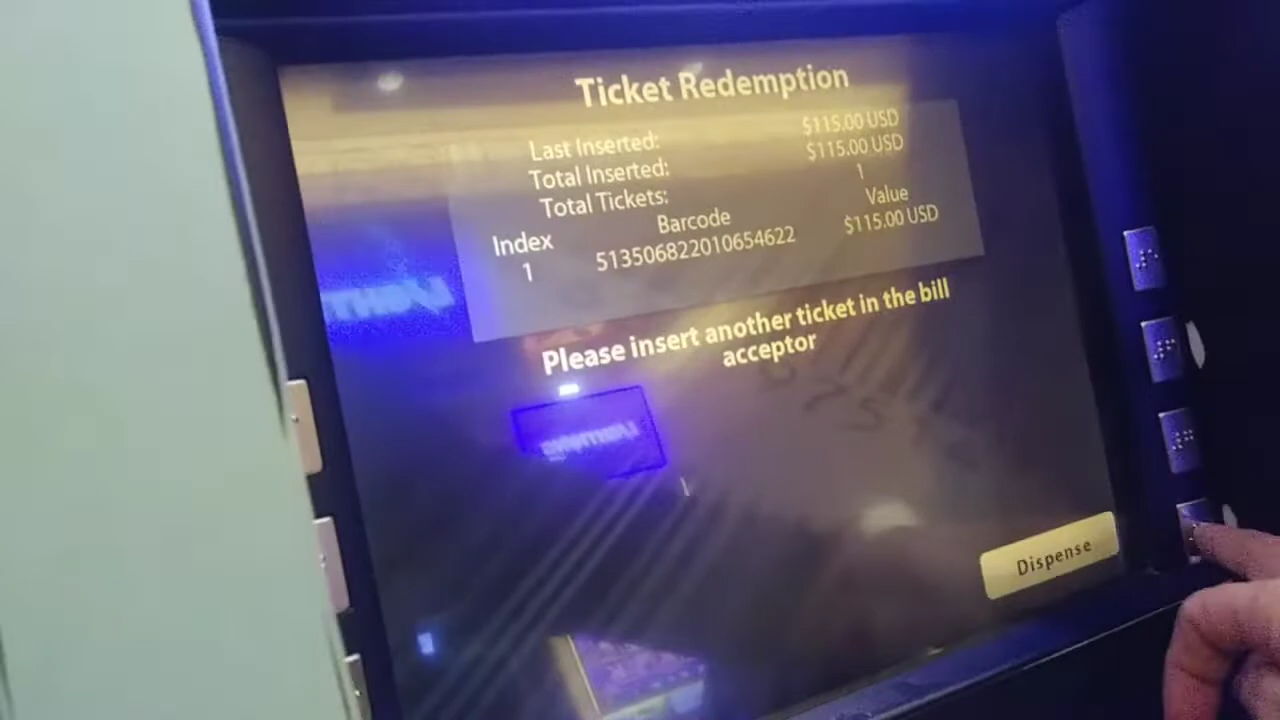 Ticket Redemption
Last Inserted: $115.00 USD
Total Inserted: $115.00 USD
Total Tickets: 1
Index Barcode Value
1 513506822010654622 $115.00 USD
Please insert another ticket in the bill
acceptor
Dispense